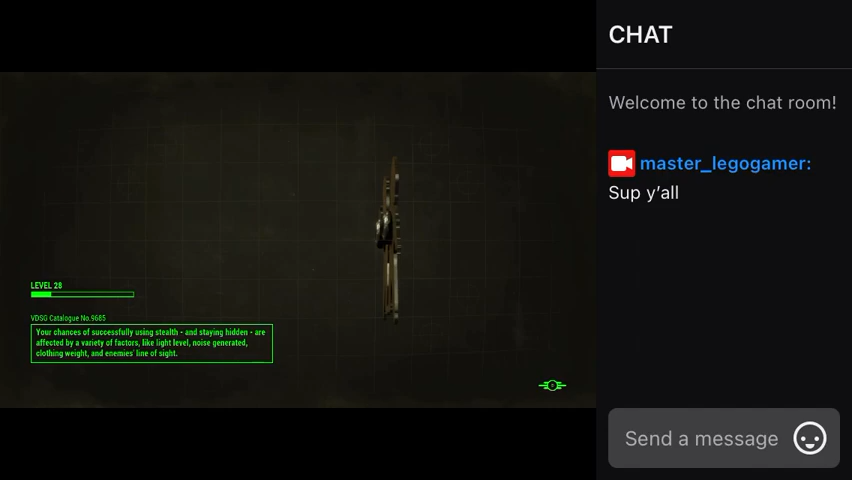 CHAT
Welcome to the chat room!
master_legogamer:
Sup y'all
LEVEL 28
VDSG Catalogue No.9685
Your chances of successfully using stealth - and staying hidden - are
affected by a variety of factors, like light level, noise generated,
clothing weight, and enemies' line of sight.
Send a message